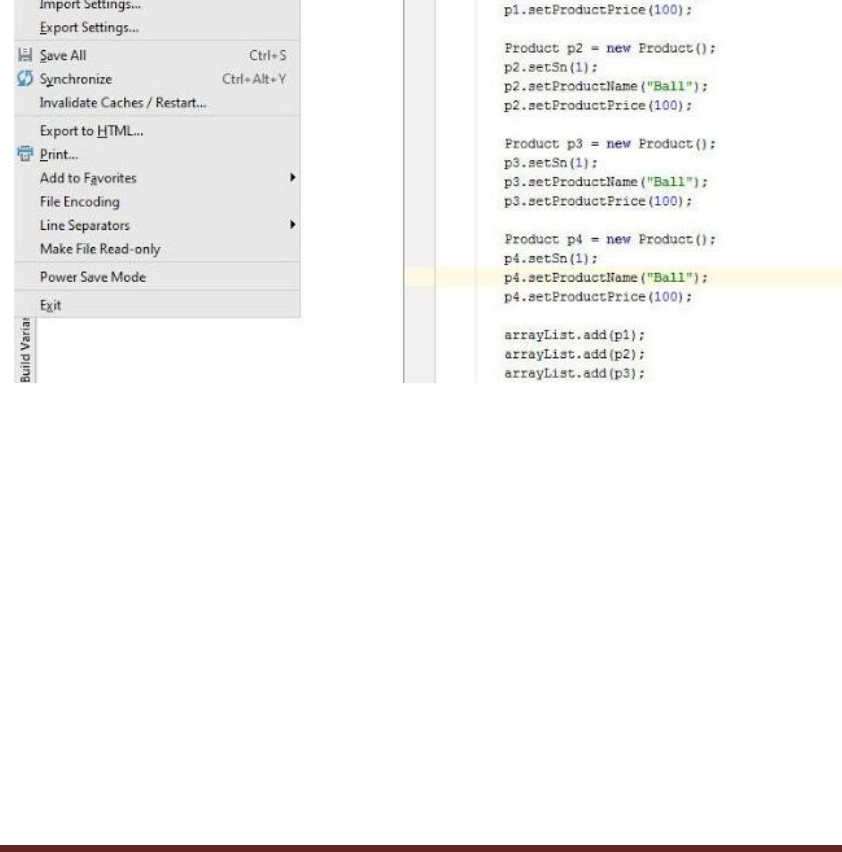 Import Settings...
Export Settings...
Save All Ctrl+S
Synchronize Ctrl+Alt+Y
Invalidate Caches / Restart...
Export to HTML...
Print...
Add to Favorites
File Encoding
Line Separators
Make File Read-only
Power Save Mode
Exit
Build Varia
p1.setProductPrice(100);
Product p2 = new Product();
p2.setSn(1);
p2.setProductName("Ball");
p2.setProductPrice(100);
Product p3 = new Product();
p3.setSn(1);
p3.setProductName("Ball");
p3.setProductPrice(100);
Product p4 = new Product();
p4.setSn(1);
p4.setProductName("Ball");
p4.setProductPrice(100);
arrayList.add(p1);
arrayList.add(p2);
arrayList.add(p3);